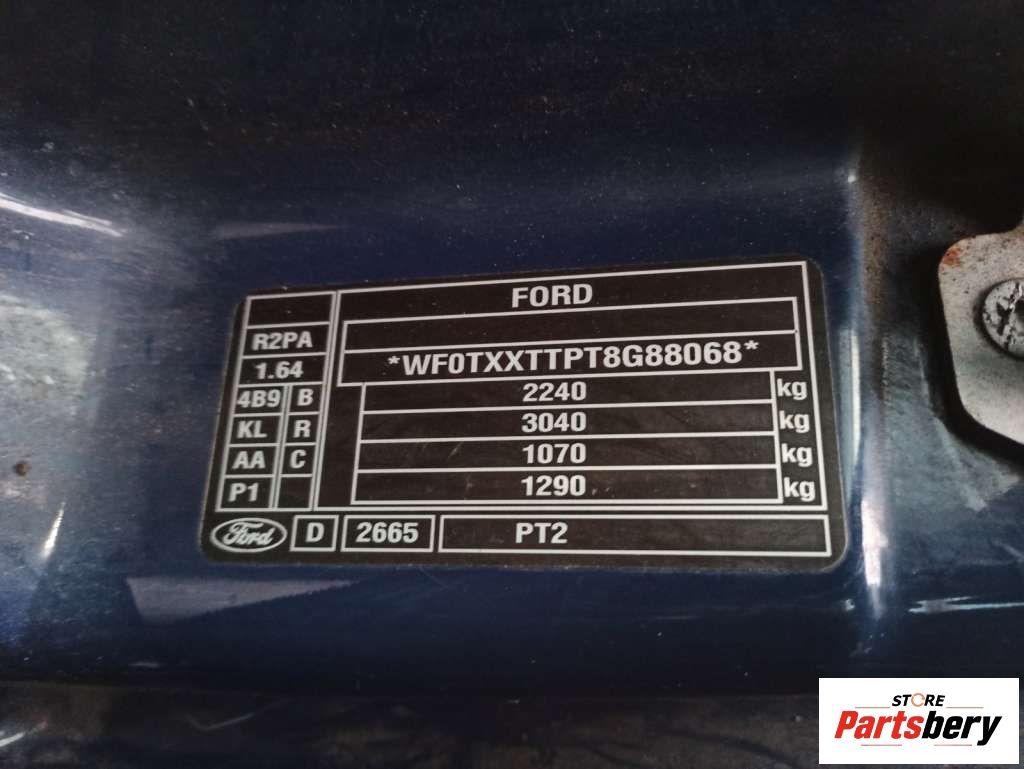 FORD
R2PA
1.64
*WF0TXXTTPT8G88068*
4B9 B 2240 kg
KL R 3040 kg
AA C 1070 kg
P1 1290 kg
Ford D 2665 PT2
STORE
Partsbery